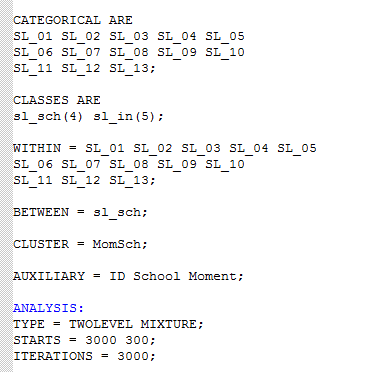 CATEGORICAL ARE
SL_01 SL_02 SL_03 SL_04 SL_05
SL_06 SL_07 SL_08 SL_09 SL_10
SL_11 SL_12 SL_13;
CLASSES ARE
sl_sch(4) sl_in(5);
WITHIN = SL_01 SL_02 SL_03 SL_04 SL_05
SL_06 SL_07 SL_08 SL_09 SL_10
SL_11 SL_12 SL_13;
BETWEEN = sl_sch;
CLUSTER = MomSch;
AUXILIARY = ID School Moment;
ANALYSIS:
TYPE = TWOLEVEL MIXTURE;
STARTS = 3000 300;
ITERATIONS = 3000;